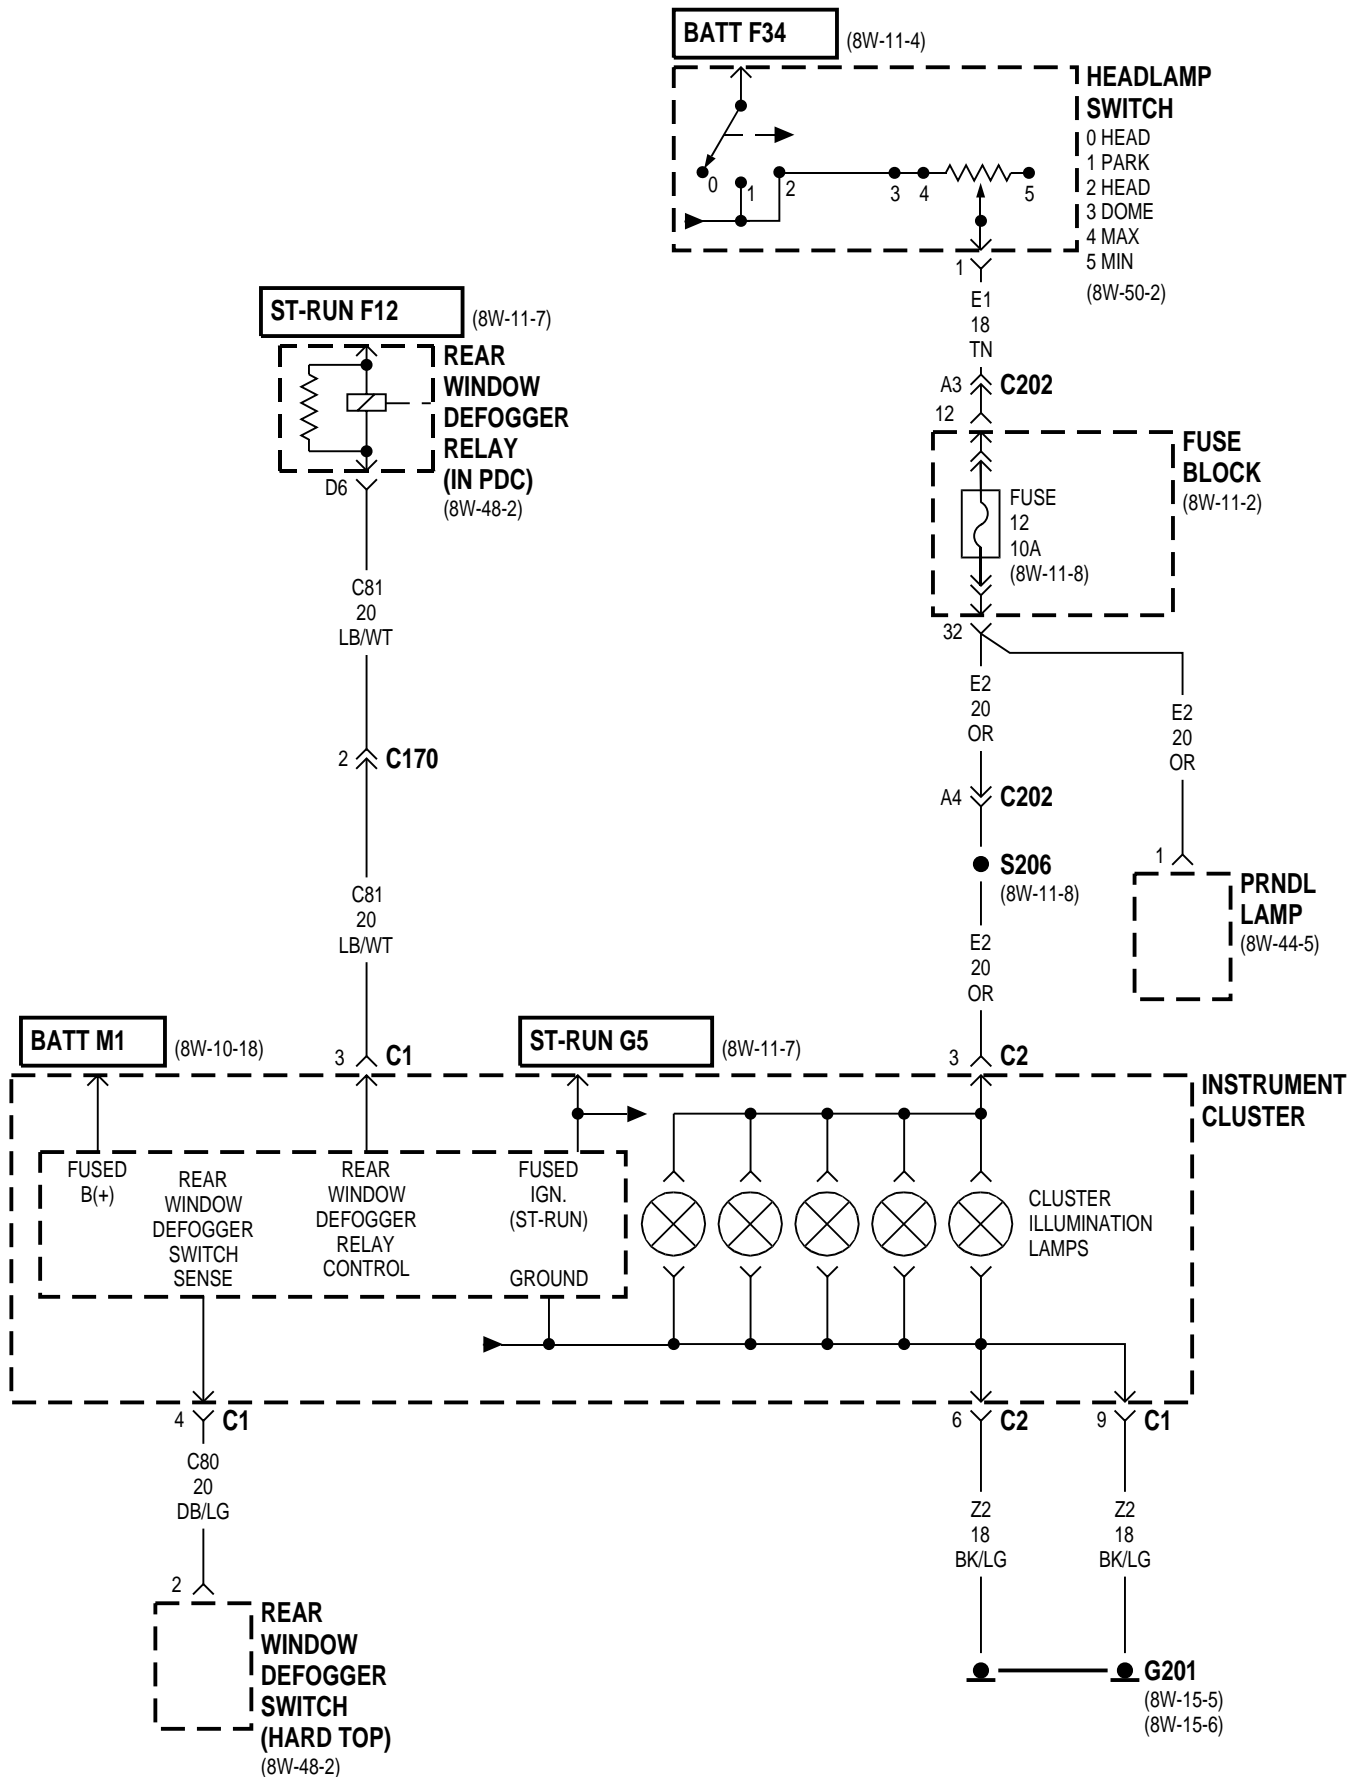 BATT F34
(8W-11-4)
HEADLAMP
SWITCH
0 HEAD
1 PARK
2 HEAD
3 DOME
4 MAX
5 MIN
(8W-50-2)
0
1
2
3
4
5
1
E1
18
TN
A3
C202
12
ST-RUN F12
(8W-11-7)
REAR
WINDOW
DEFOGGER
RELAY
(IN PDC)
(8W-48-2)
D6
FUSE
BLOCK
(8W-11-2)
FUSE
12
10A
(8W-11-8)
32
C81
20
LB/WT
E2
20
OR
E2
20
OR
2
C170
A4
C202
S206
(8W-11-8)
1
PRNDL
LAMP
(8W-44-5)
C81
20
LB/WT
E2
20
OR
BATT M1
(8W-10-18)
3
C1
ST-RUN G5
(8W-11-7)
3
C2
INSTRUMENT
CLUSTER
FUSED
B(+)
REAR
WINDOW
DEFOGGER
SWITCH
SENSE
REAR
WINDOW
DEFOGGER
RELAY
CONTROL
FUSED
IGN.
(ST-RUN)
GROUND
CLUSTER
ILLUMINATION
LAMPS
4
C1
6
C2
9
C1
C80
20
DB/LG
Z2
18
BK/LG
Z2
18
BK/LG
2
REAR
WINDOW
DEFOGGER
SWITCH
(HARD TOP)
(8W-48-2)
G201
(8W-15-5)
(8W-15-6)